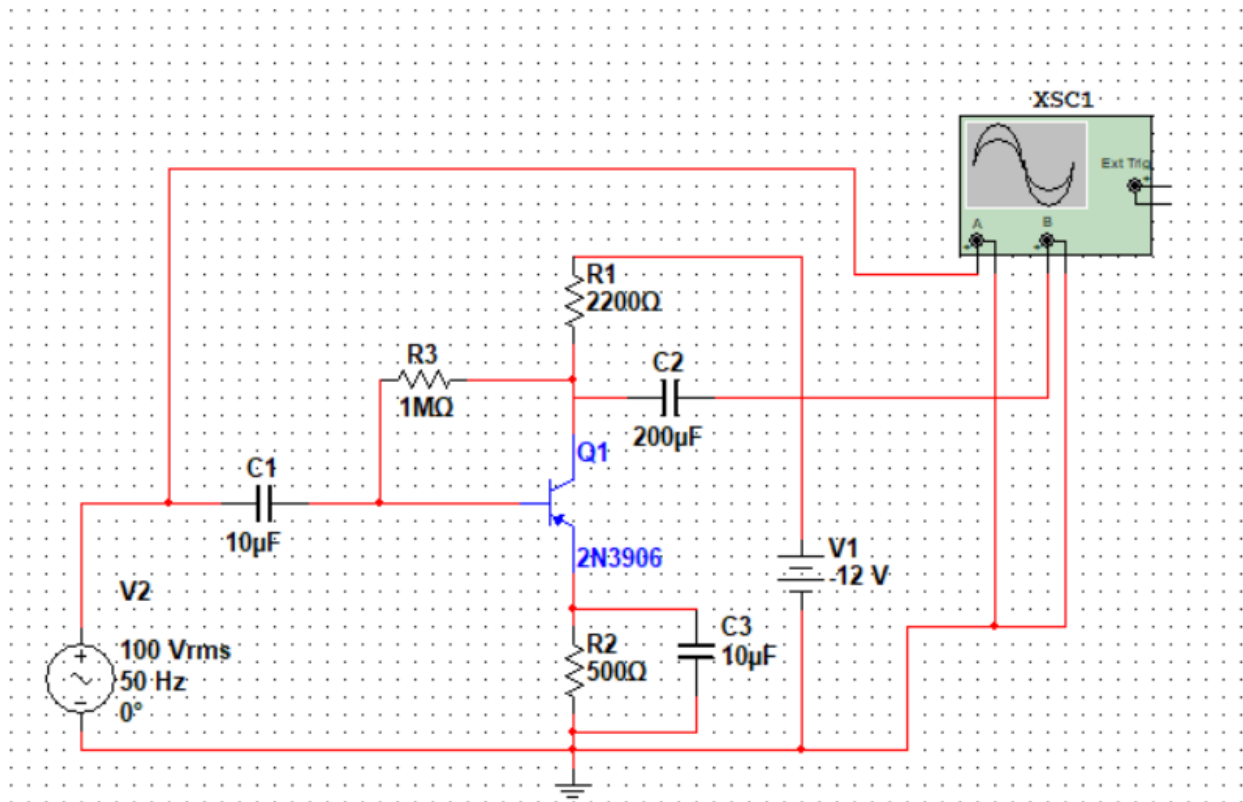 XSC1
Ext Trig
A
B
R1
2200Ω
R3
1MΩ
C2
200µF
Q1
C1
10µF
2N3906
V1
-12 V
V2
100 Vrms
50 Hz
0°
R2
500Ω
C3
10µF